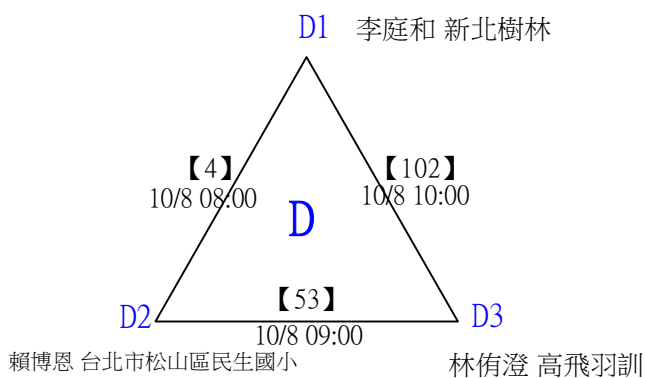 D1 李庭和 新北樹林
【4】
10/8 08:00
【102】
10/8 10:00
D
【53】
10/8 09:00
D2
D3
賴博恩 台北市松山區民生國小
林侑澄 高飛羽訓